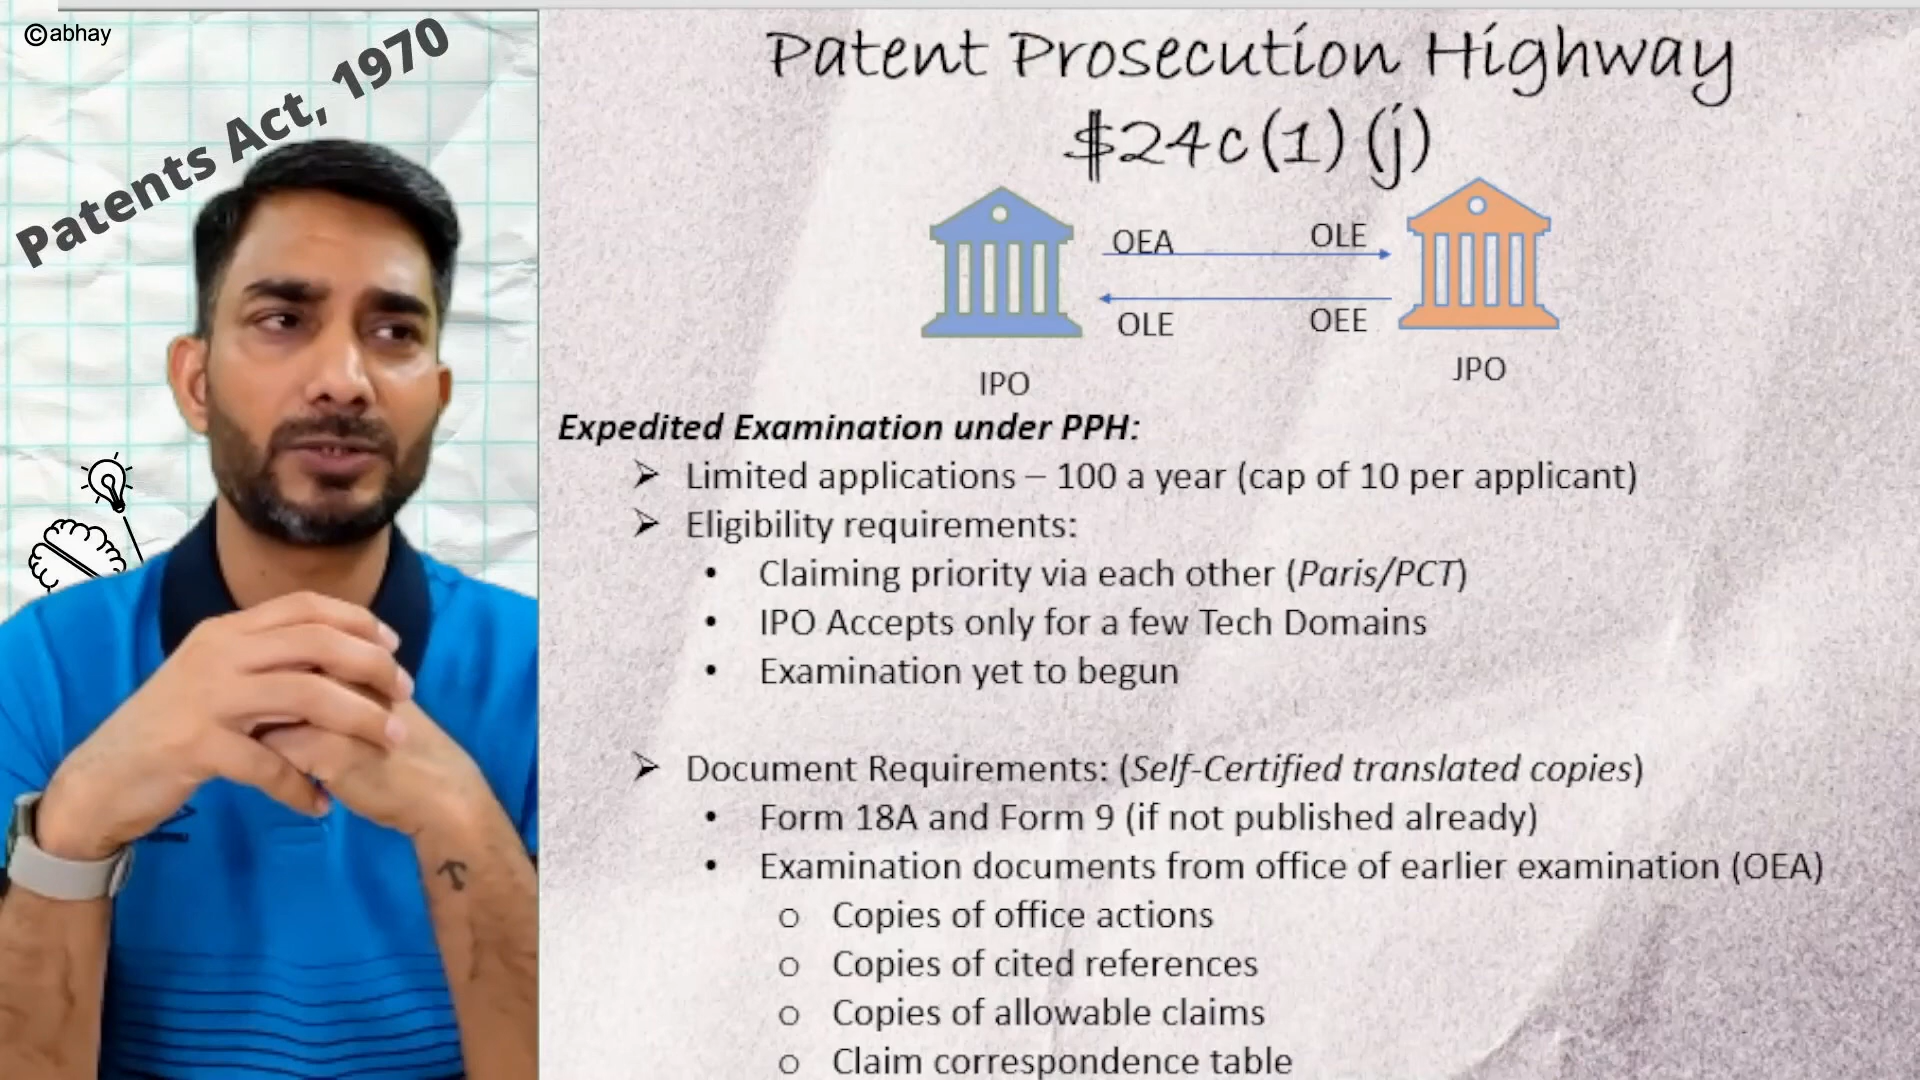 ©abhay
Patents Act, 1970
Patent Prosecution Highway
$24c(1)(j)
OEA OLE
OLE OEE
IPO
JPO
Expedited Examination under PPH:
➢ Limited applications – 100 a year (cap of 10 per applicant)
➢ Eligibility requirements:
• Claiming priority via each other (Paris/PCT)
• IPO Accepts only for a few Tech Domains
• Examination yet to begun
➢ Document Requirements: (Self-Certified translated copies)
• Form 18A and Form 9 (if not published already)
• Examination documents from office of earlier examination (OEA)
o Copies of office actions
o Copies of cited references
o Copies of allowable claims
o Claim correspondence table